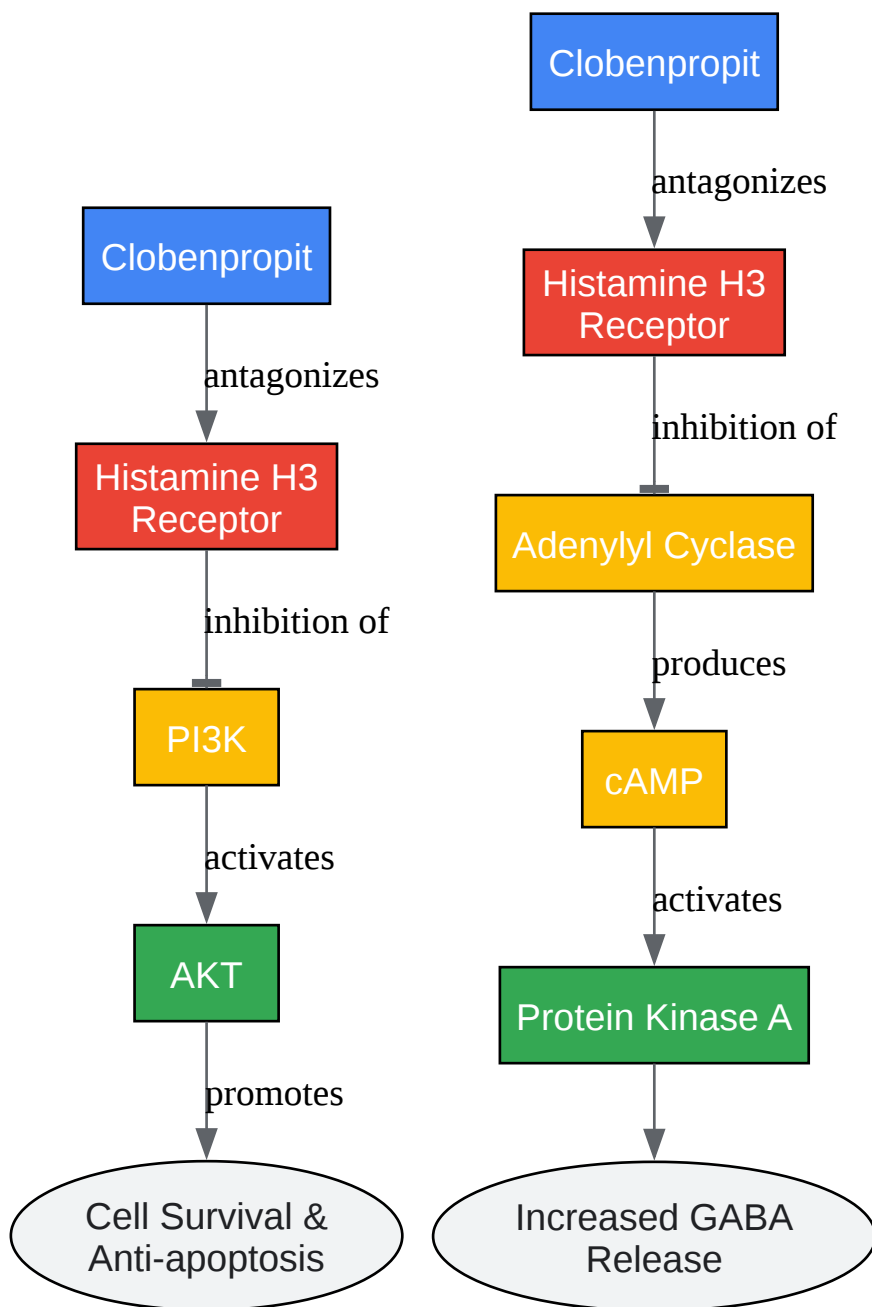 Clobenpropit
antagonizes
Histamine H3
Receptor
inhibition of
PI3K
activates
AKT
promotes
Cell Survival &
Anti-apoptosis
Clobenpropit
antagonizes
Histamine H3
Receptor
inhibition of
Adenylyl Cyclase
produces
cAMP
activates
Protein Kinase A
Increased GABA
Release